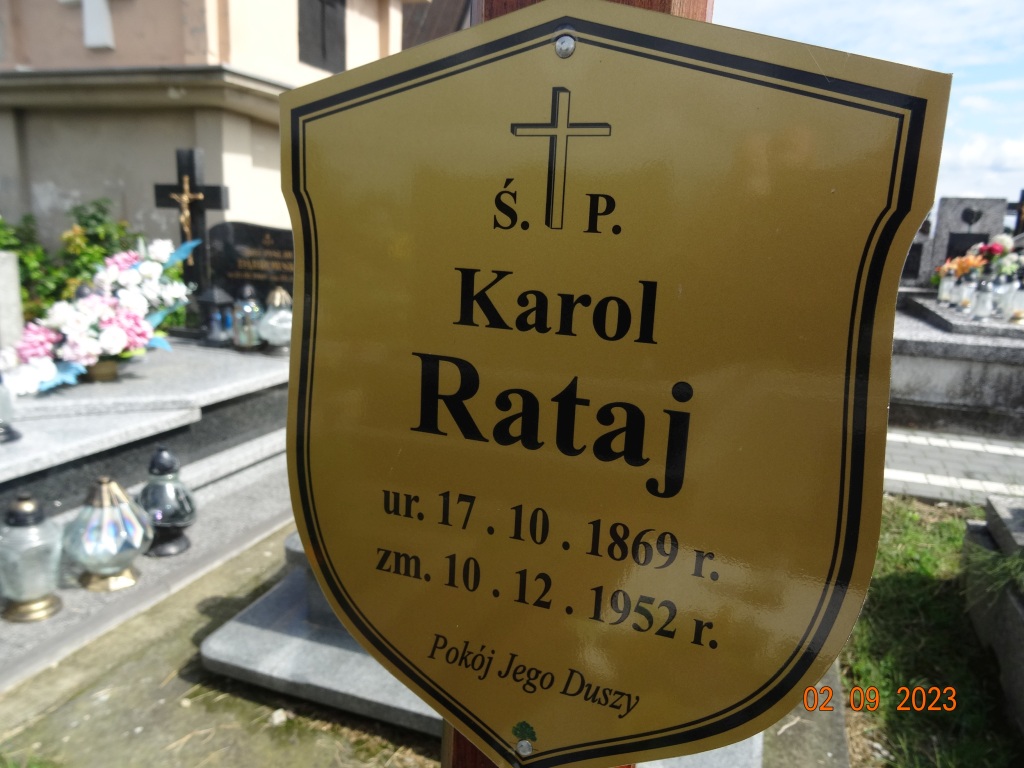 Ś. P.
Karol
Rataj
ur. 17 . 10 . 1869 r.
zm. 10 . 12 . 1952 r.
Pokój Jego Duszy
02 09 2023